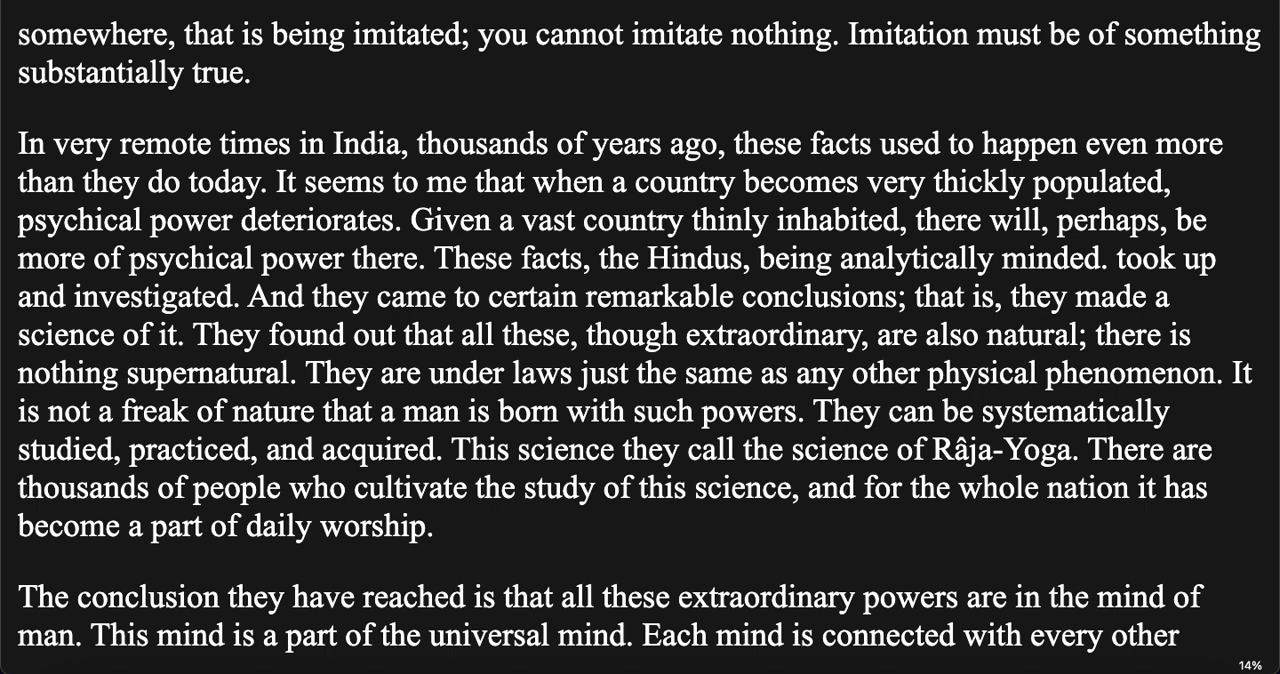 somewhere, that is being imitated; you cannot imitate nothing. Imitation must be of something
substantially true.
In very remote times in India, thousands of years ago, these facts used to happen even more
than they do today. It seems to me that when a country becomes very thickly populated,
psychical power deteriorates. Given a vast country thinly inhabited, there will, perhaps, be
more of psychical power there. These facts, the Hindus, being analytically minded. took up
and investigated. And they came to certain remarkable conclusions; that is, they made a
science of it. They found out that all these, though extraordinary, are also natural; there is
nothing supernatural. They are under laws just the same as any other physical phenomenon. It
is not a freak of nature that a man is born with such powers. They can be systematically
studied, practiced, and acquired. This science they call the science of Râja-Yoga. There are
thousands of people who cultivate the study of this science, and for the whole nation it has
become a part of daily worship.
The conclusion they have reached is that all these extraordinary powers are in the mind of
man. This mind is a part of the universal mind. Each mind is connected with every other
14%